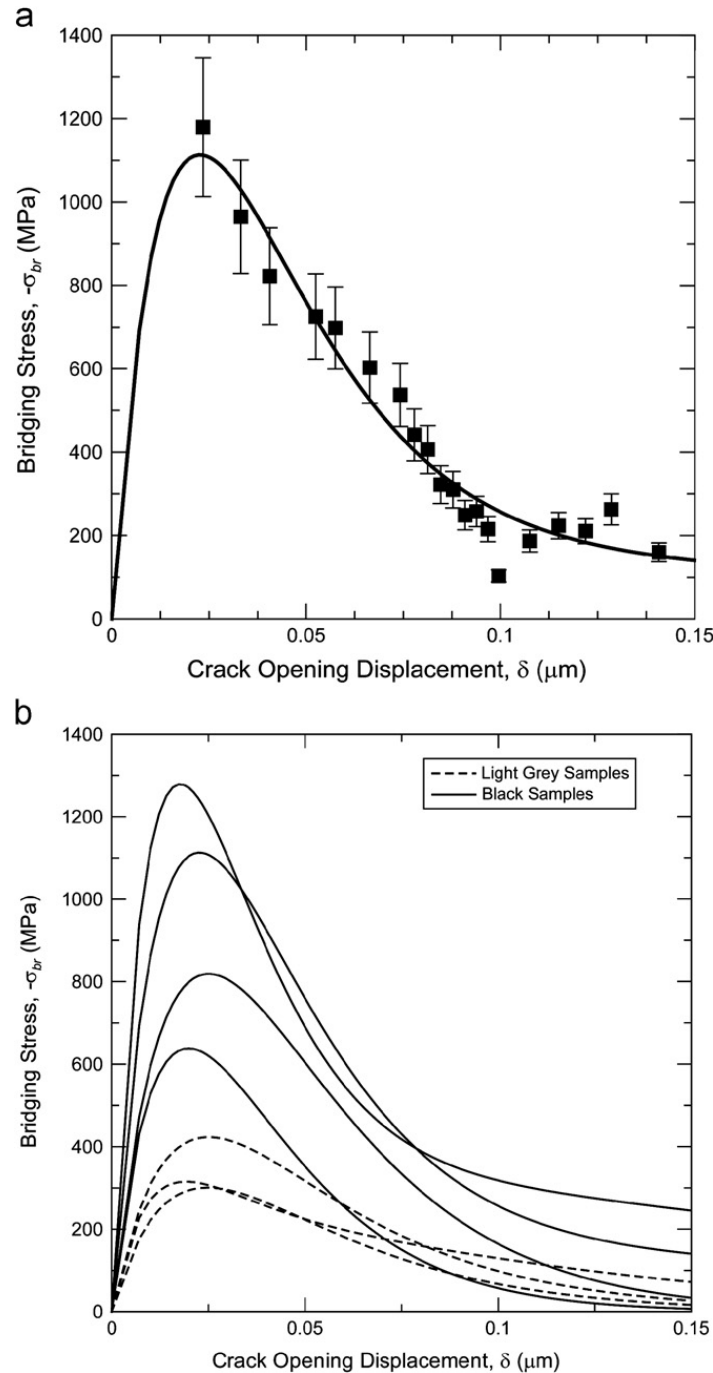 a
1400
1200
1000
800
600
400
200
0
Bridging Stress, -σbr (MPa)
0 0.05 0.1 0.15
Crack Opening Displacement, δ (μm)
b
1400
1200
1000
800
600
400
200
0
Bridging Stress, -σbr (MPa)
Light Grey Samples
Black Samples
0 0.05 0.1 0.15
Crack Opening Displacement, δ (μm)